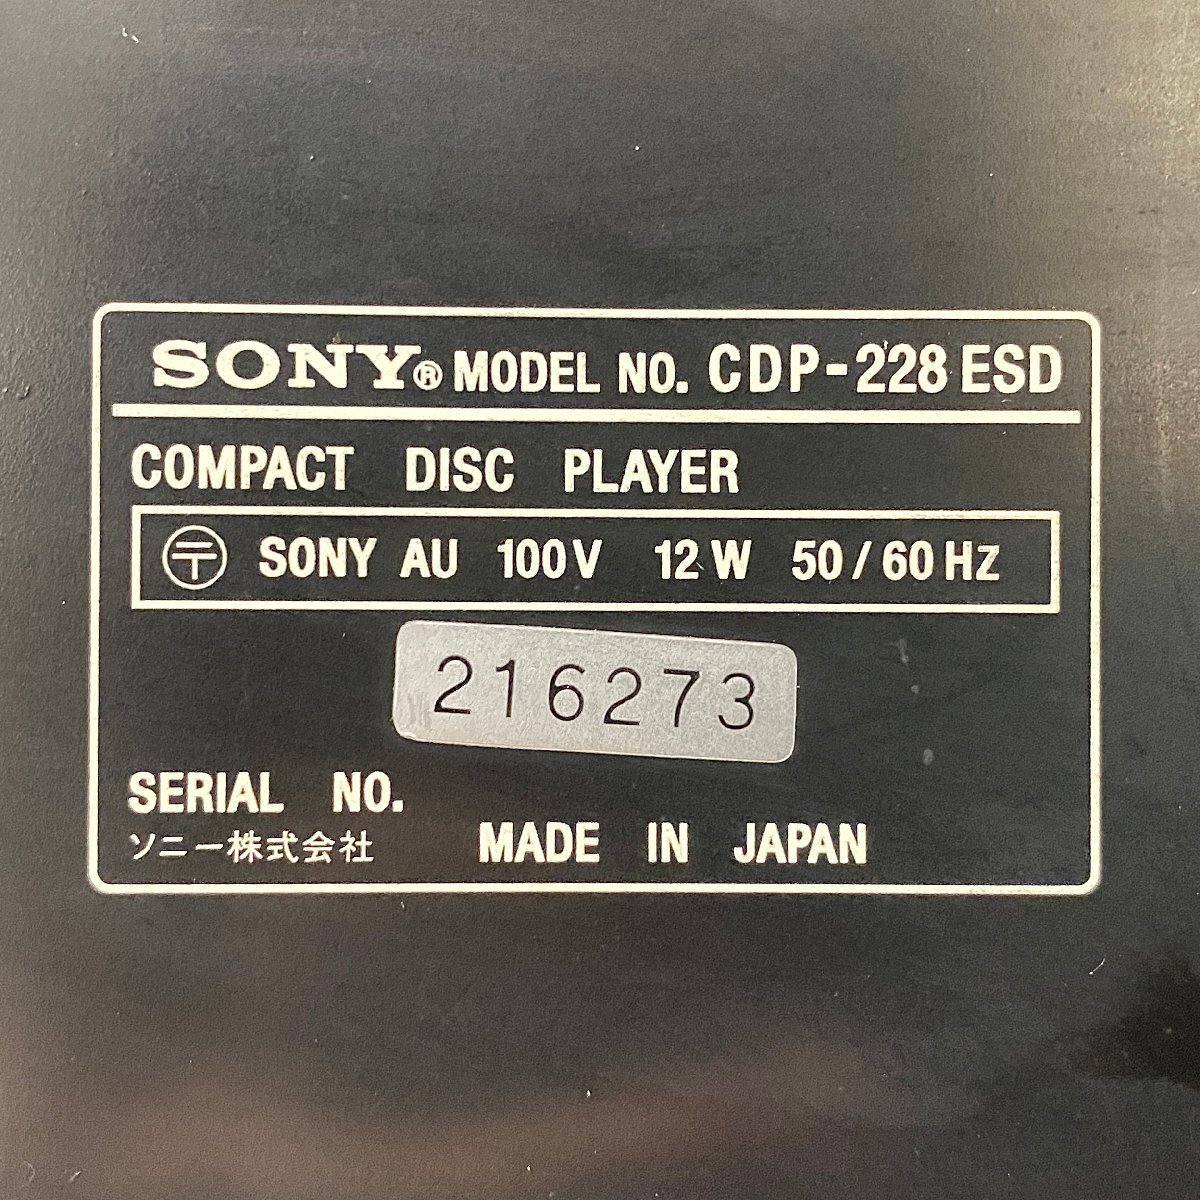 SONY® MODEL NO. CDP-228 ESD
COMPACT DISC PLAYER
〶 SONY AU 100V 12W 50/60Hz
216273
SERIAL NO.
ソニー株式会社 MADE IN JAPAN